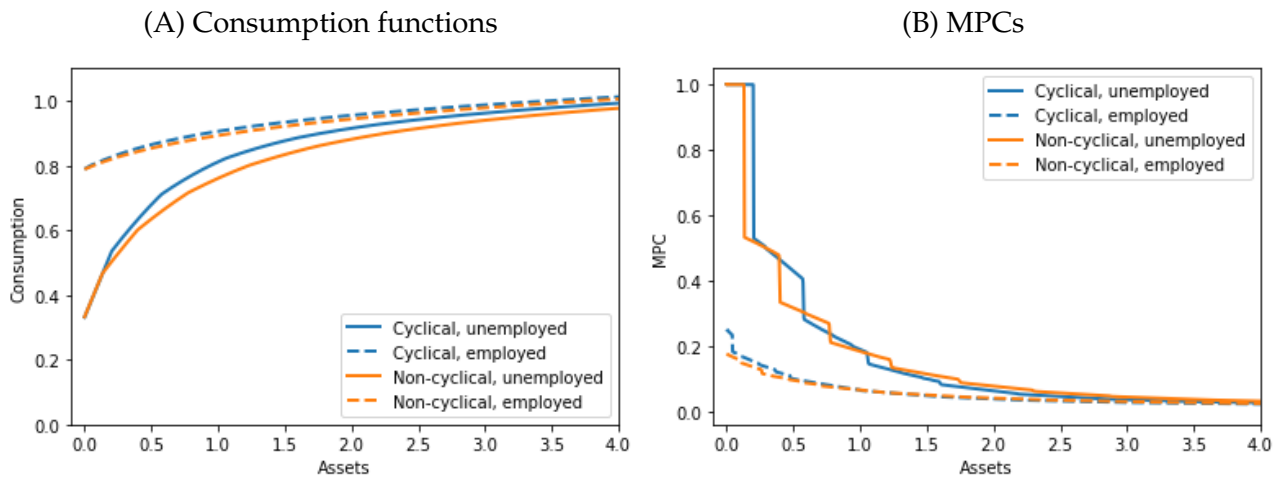 (A) Consumption functions
Consumption
1.0
0.8
0.6
0.4
0.2
0.0
Cyclical, unemployed
Cyclical, employed
Non-cyclical, unemployed
Non-cyclical, employed
0.0 0.5 1.0 1.5 2.0 2.5 3.0 3.5 4.0
Assets
(B) MPCs
MPC
1.0
0.8
0.6
0.4
0.2
0.0
Cyclical, unemployed
Cyclical, employed
Non-cyclical, unemployed
Non-cyclical, employed
0.0 0.5 1.0 1.5 2.0 2.5 3.0 3.5 4.0
Assets